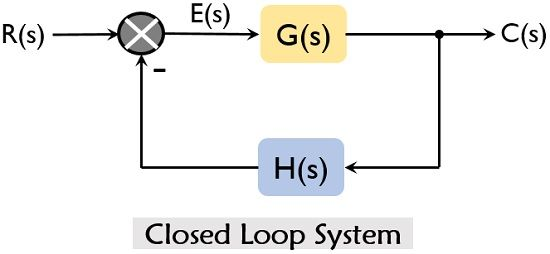 R(s)
E(s)
G(s)
C(s)
-
H(s)
Closed Loop System